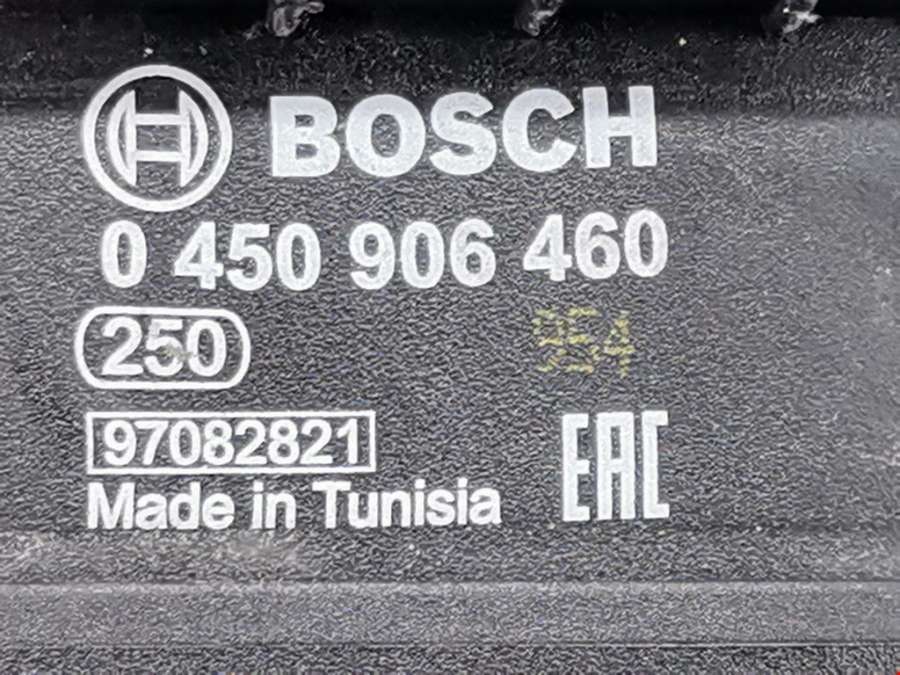 BOSCH
0 450 906 460
250
954
97082821
EAC
Made in Tunisia